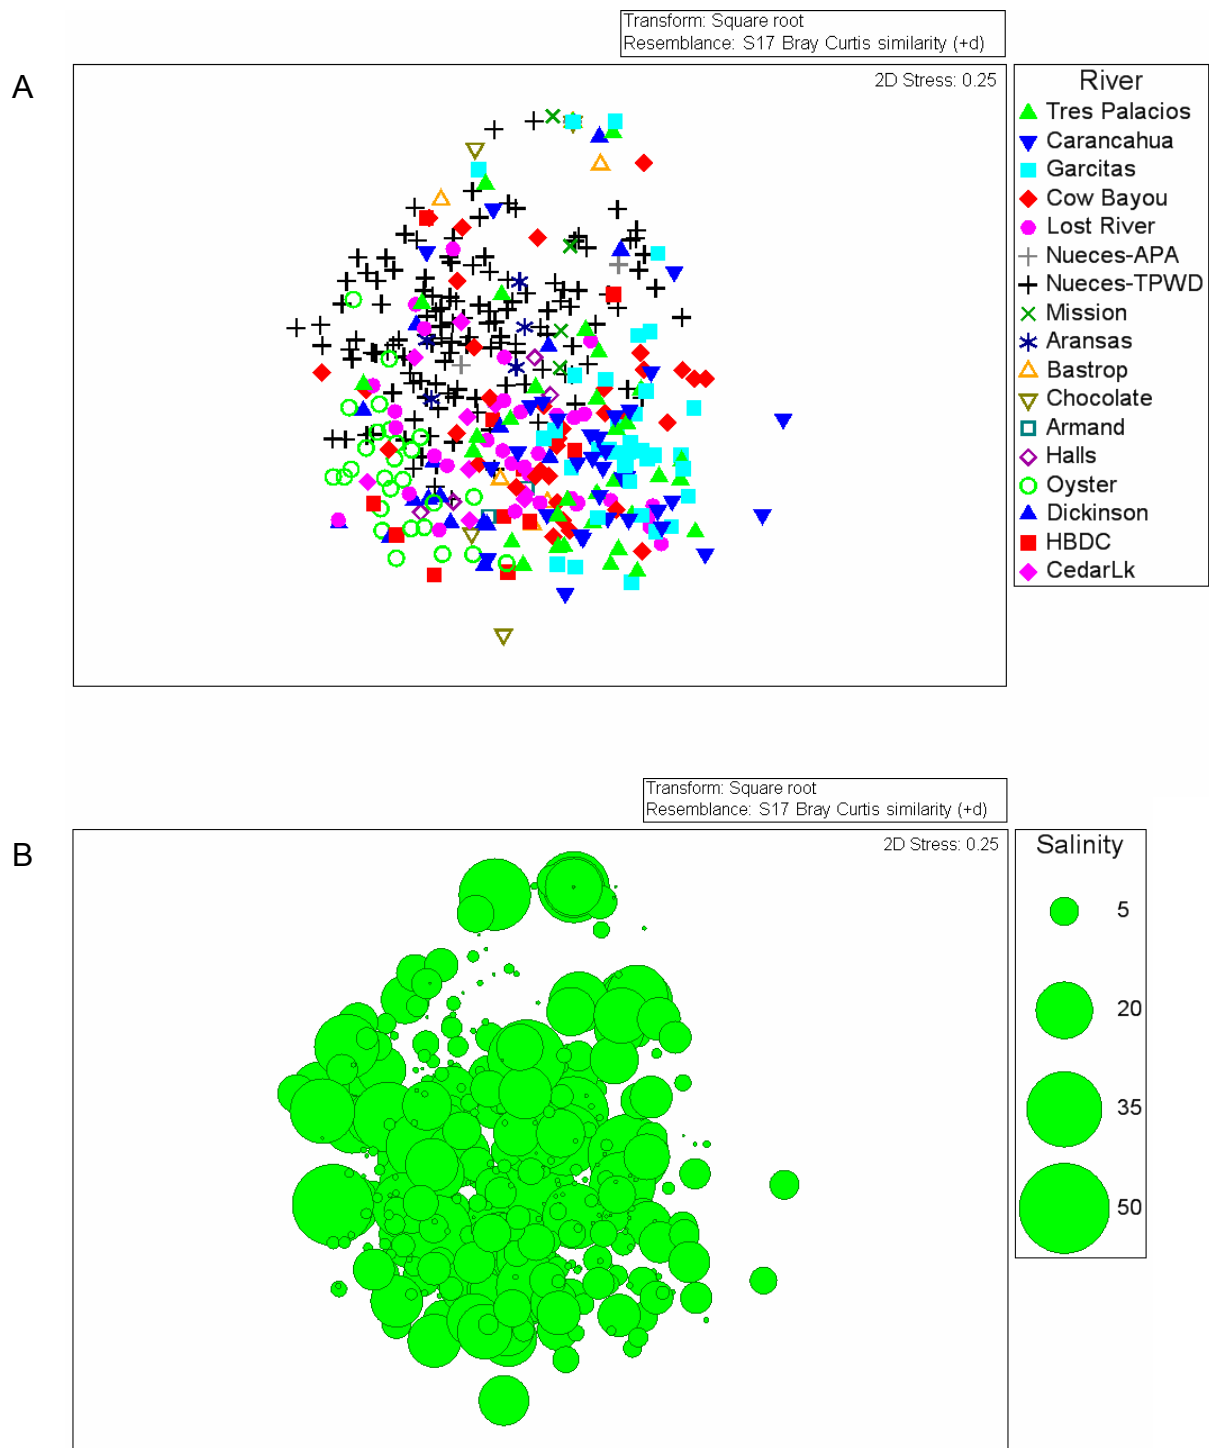 Transform: Square root
Resemblance: S17 Bray Curtis similarity (+d)
A
2D Stress: 0.25
River
Tres Palacios
Carancahua
Garcitas
Cow Bayou
Lost River
Nueces-APA
Nueces-TPWD
Mission
Aransas
Bastrop
Chocolate
Armand
Halls
Oyster
Dickinson
HBDC
CedarLk
Transform: Square root
Resemblance: S17 Bray Curtis similarity (+d)
B
2D Stress: 0.25
Salinity
5
20
35
50